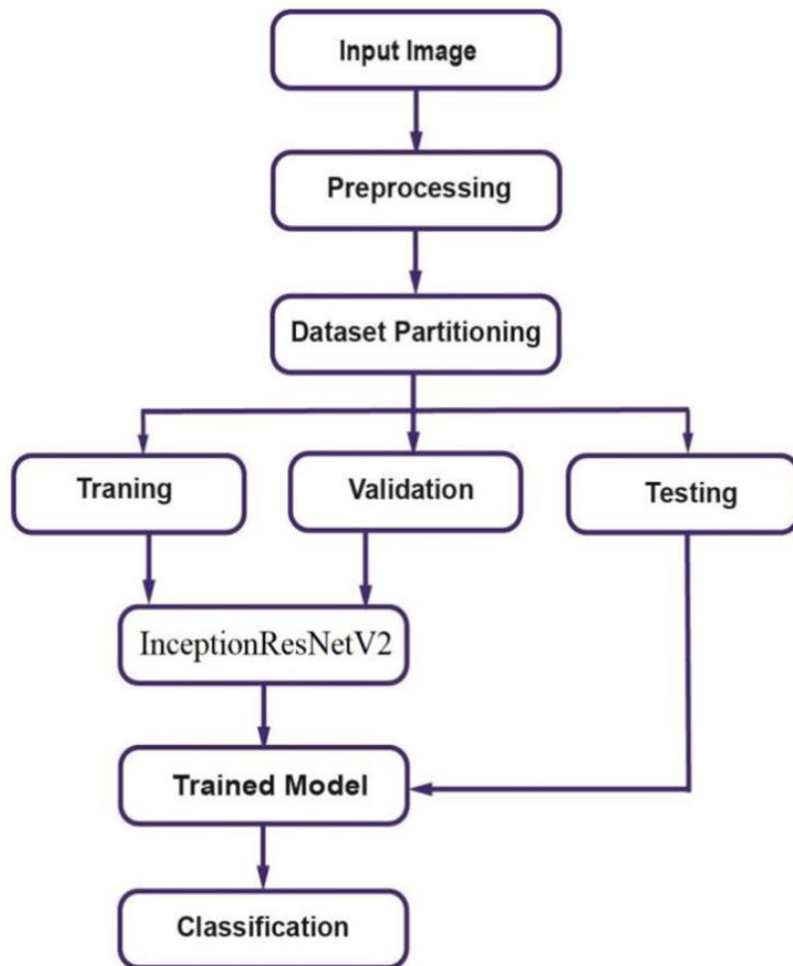 Input Image
Preprocessing
Dataset Partitioning
Traning
Validation
Testing
InceptionResNetV2
Trained Model
Classification